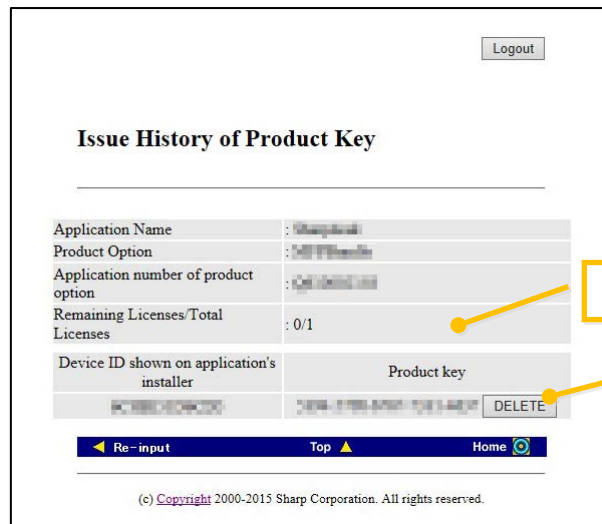 Logout
Issue History of Product Key
Application Name :
Product Option :
Application number of product
option :
Remaining Licenses/Total
Licenses : 0/1
Device ID shown on application's
installer
Product key
DELETE
Re-input Top Home
(c) Copyright 2000-2015 Sharp Corporation. All rights reserved.